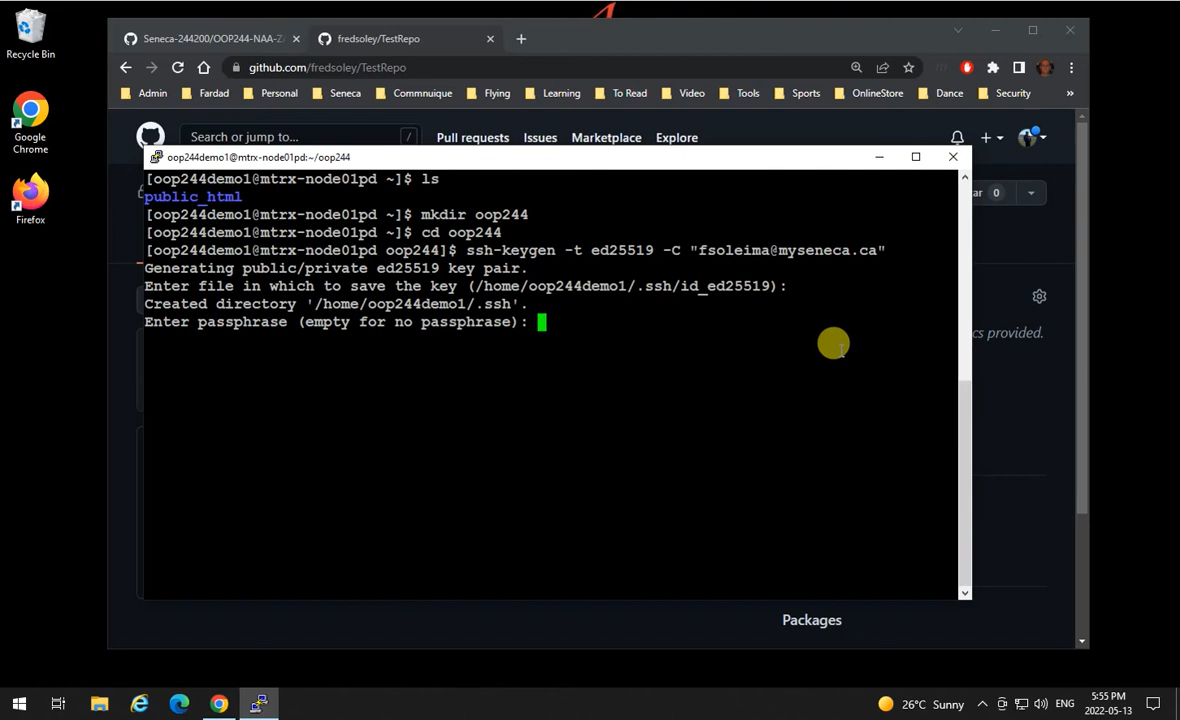 Recycle Bin
Google
Chrome
Firefox
Seneca-244200/OOP244-NAA-Z
fredsoley/TestRepo
github.com/fredsoley/TestRepo
Admin
Fardad
Personal
Seneca
Commnuique
Flying
Learning
To Read
Video
Tools
Sports
OnlineStore
Dance
Security
»
Search or jump to...
/
Pull requests
Issues
Marketplace
Explore
oop244demo1@mtrx-node01pd:~/oop244
[oop244demo1@mtrx-node01pd ~]$ ls
public_html
[oop244demo1@mtrx-node01pd ~]$ mkdir oop244
[oop244demo1@mtrx-node01pd ~]$ cd oop244
[oop244demo1@mtrx-node01pd oop244]$ ssh-keygen -t ed25519 -C "fsoleima@myseneca.ca"
Generating public/private ed25519 key pair.
Enter file in which to save the key (/home/oop244demo1/.ssh/id_ed25519):
Created directory '/home/oop244demo1/.ssh'.
Enter passphrase (empty for no passphrase):
ar 0
cs provided.
Packages
26°C Sunny
ENG
5:55 PM
2022-05-13